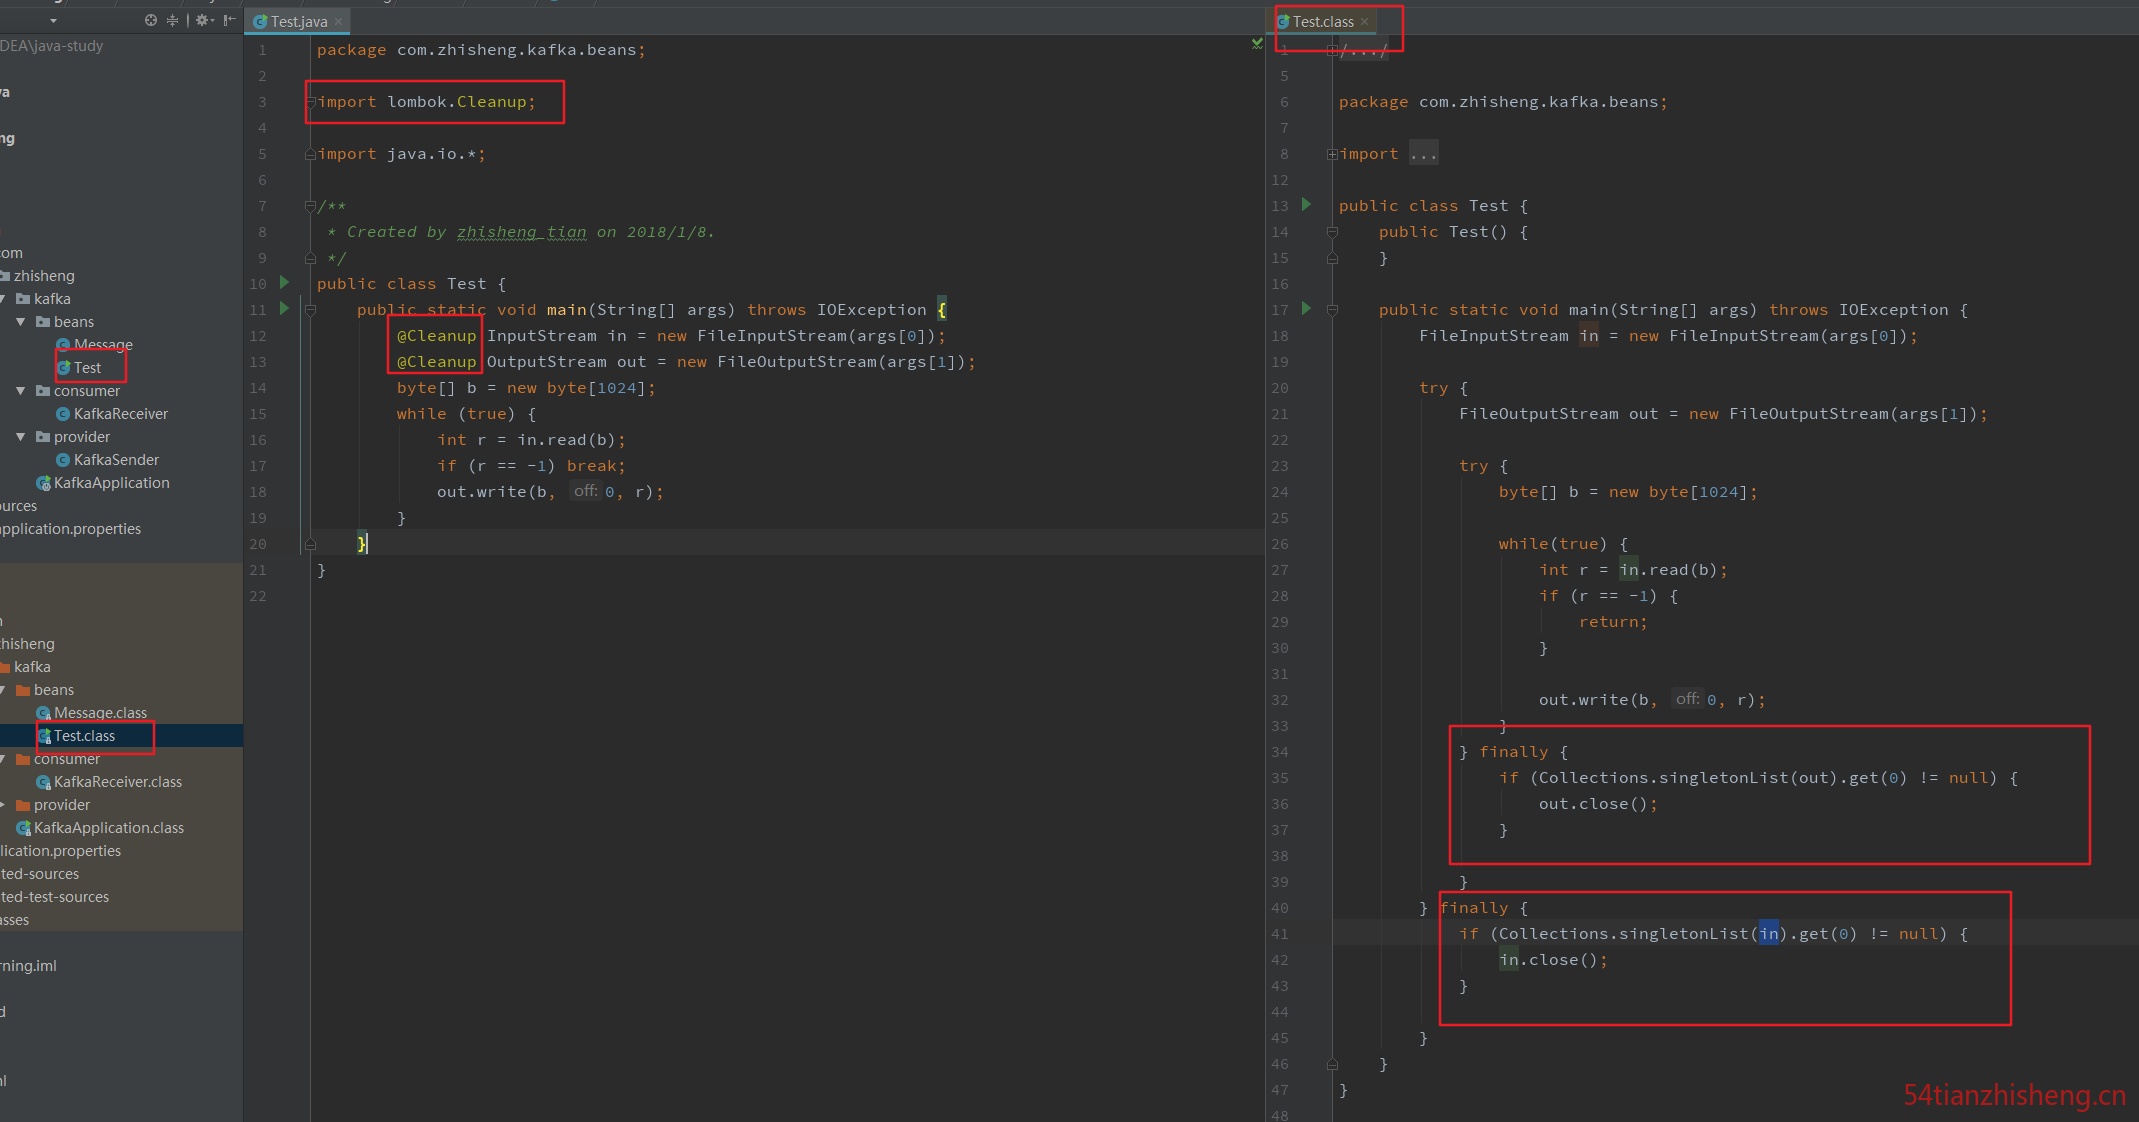 DEA\java-study
va
ng
com
zhisheng
kafka
beans
Message
Test
consumer
KafkaReceiver
provider
KafkaSender
KafkaApplication
ources
application.properties
n
zhisheng
kafka
beans
Message.class
Test.class
consumer
KafkaReceiver.class
provider
KafkaApplication.class
lication.properties
ted-sources
ted-test-sources
asses
rning.iml
d
ml
Test.java
1 package com.zhisheng.kafka.beans;
2
3 import lombok.Cleanup;
4
5 import java.io.*;
6
7 /**
8 * Created by zhisheng_tian on 2018/1/8.
9 */
10 public class Test {
11 public static void main(String[] args) throws IOException {
12 @Cleanup InputStream in = new FileInputStream(args[0]);
13 @Cleanup OutputStream out = new FileOutputStream(args[1]);
14 byte[] b = new byte[1024];
15 while (true) {
16 int r = in.read(b);
17 if (r == -1) break;
18 out.write(b, off: 0, r);
19 }
20 }
21 }
22
Test.class
1 /.../
5
6 package com.zhisheng.kafka.beans;
7
8 import ...
12
13 public class Test {
14 public Test() {
15 }
16
17 public static void main(String[] args) throws IOException {
18 FileInputStream in = new FileInputStream(args[0]);
19
20 try {
21 FileOutputStream out = new FileOutputStream(args[1]);
22
23 try {
24 byte[] b = new byte[1024];
25
26 while(true) {
27 int r = in.read(b);
28 if (r == -1) {
29 return;
30 }
31
32 out.write(b, off: 0, r);
33 }
34 } finally {
35 if (Collections.singletonList(out).get(0) != null) {
36 out.close();
37 }
38
39 }
40 } finally {
41 if (Collections.singletonList(in).get(0) != null) {
42 in.close();
43 }
44
45 }
46 }
47 }
48
54tianzhisheng.cn